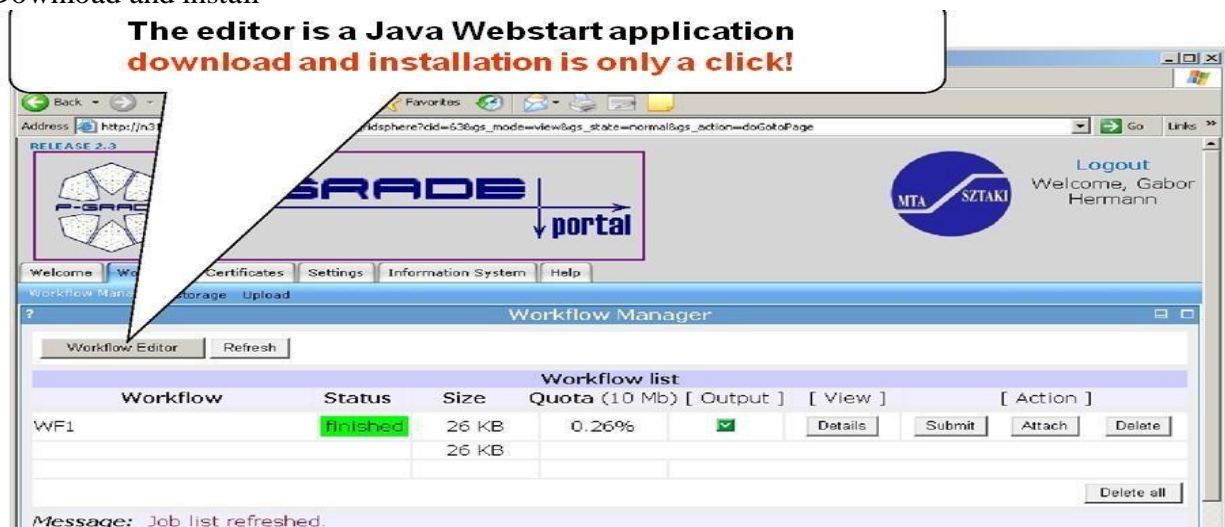 Download and install
The editor is a Java Webstart application
download and installation is only a click!
Back
Favorites
Address http://n31 ridsphere?cid=63&gs_mode=view&gs_state=normal&gs_action=doGotoPage Go Links »
RELEASE 2.3
P-GRADE
GRADE
portal
MTA SZTAKI
Logout
Welcome, Gabor
Hermann
Welcome Certificates Settings Information System Help
Workflow Upload
? Workflow Manager
Workflow Editor Refresh
Workflow list
Workflow Status Size Quota (10 Mb) [ Output ] [ View ] [ Action ]
WF1 finished 26 KB 0.26% Details Submit Attach Delete
26 KB
Delete all
Message: Job list refreshed.